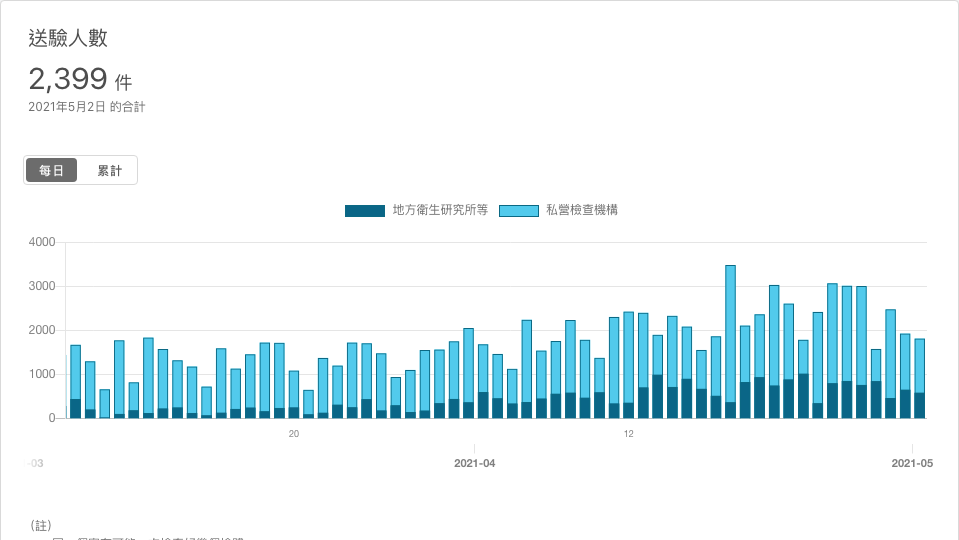 送驗人數
2,399 件
2021年5月2日 的合計
每日 累計
地方衛生研究所等 私營檢查機構
4000
3000
2000
1000
0
20 12
-03 2021-04 2021-05
(註)